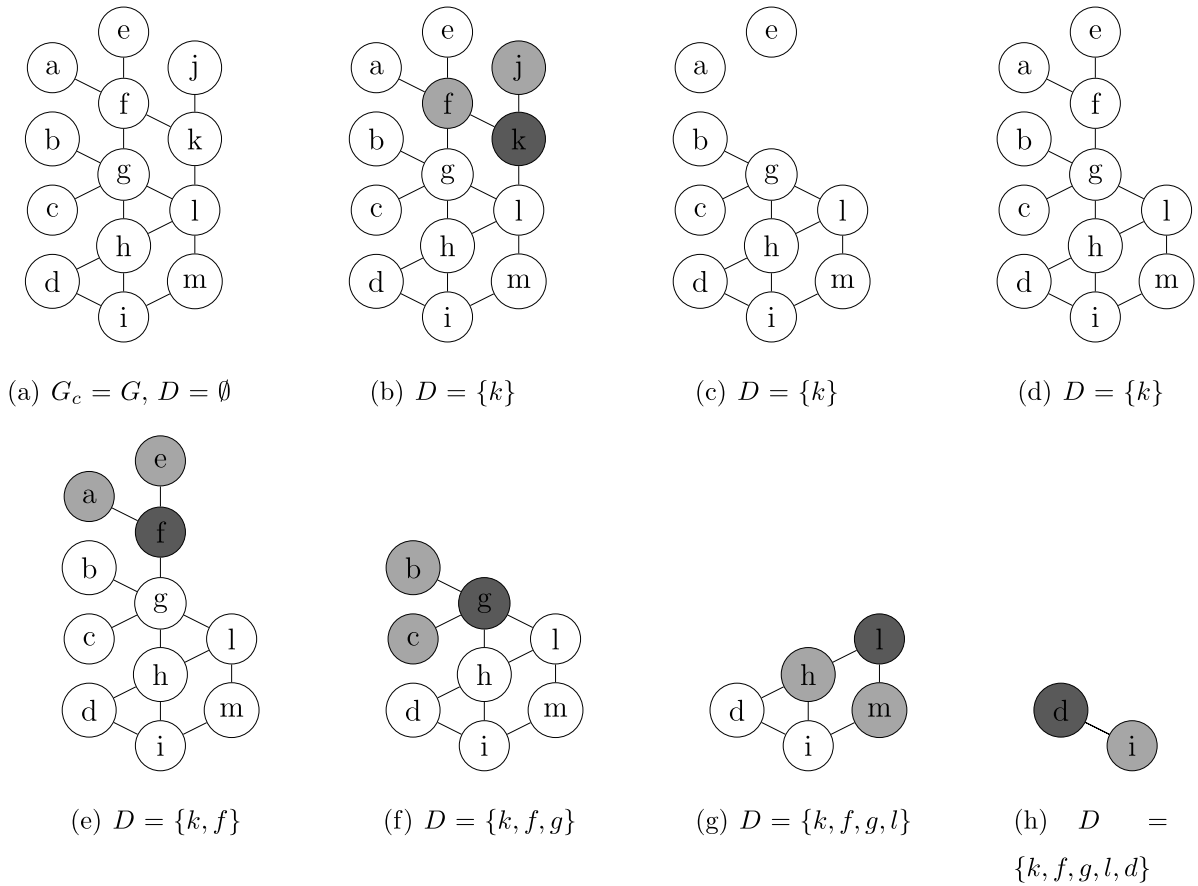 e
a j
f
b k
g
c l
h
d m
i
e
a j
f
b k
g
c l
h
d m
i
e
a
b
g
c l
h
d m
i
e
a
f
b
g
c l
h
d m
i
(a) G_c = G, D = ∅
(b) D = {k}
(c) D = {k}
(d) D = {k}
e
a
f
b
g
c l
h
d m
i
b
g
c l
h
d m
i
l
h
d m
i
d
i
(e) D = {k, f}
(f) D = {k, f, g}
(g) D = {k, f, g, l}
(h) D =
{k, f, g, l, d}